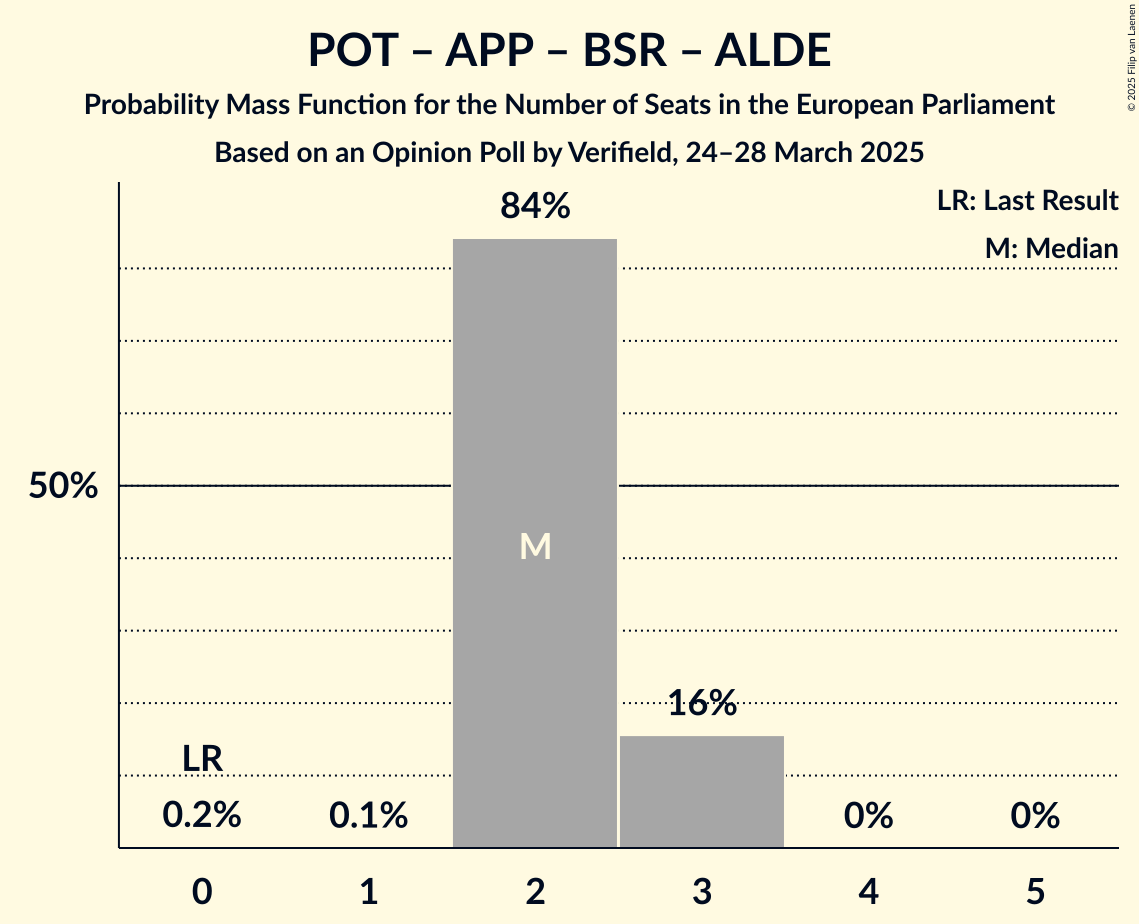 POT – APP – BSR – ALDE
Probability Mass Function for the Number of Seats in the European Parliament
Based on an Opinion Poll by Verifield, 24–28 March 2025
© 2025 Filip van Laenen
LR: Last Result
M: Median
84%
50%
M
16%
LR
0.2%
0.1%
0%
0%
0
1
2
3
4
5